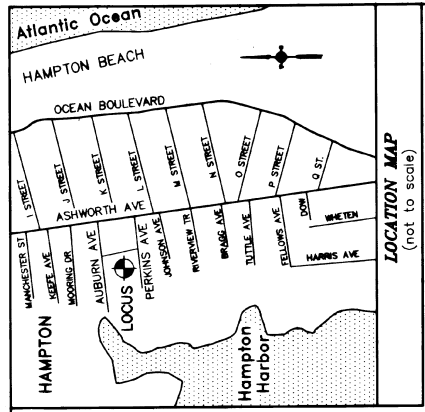 Atlantic Ocean
HAMPTON BEACH
OCEAN BOULEVARD
I STREET
J STREET
K STREET
L STREET
M STREET
N STREET
O STREET
P STREET
Q ST.
ASHWORTH AVE
MANCHESTER ST
KEEFE AVE
MOORING DR
AUBURN AVE
LOCUS
PERKINS AVE
JOHNSON AVE
RIVERVIEW TR
BRAGG AVE
TUTTLE AVE
FELLOWS AVE
DOW
WHETEN
HARRIS AVE
HAMPTON
Hampton
Harbor
LOCATION MAP
(not to scale)